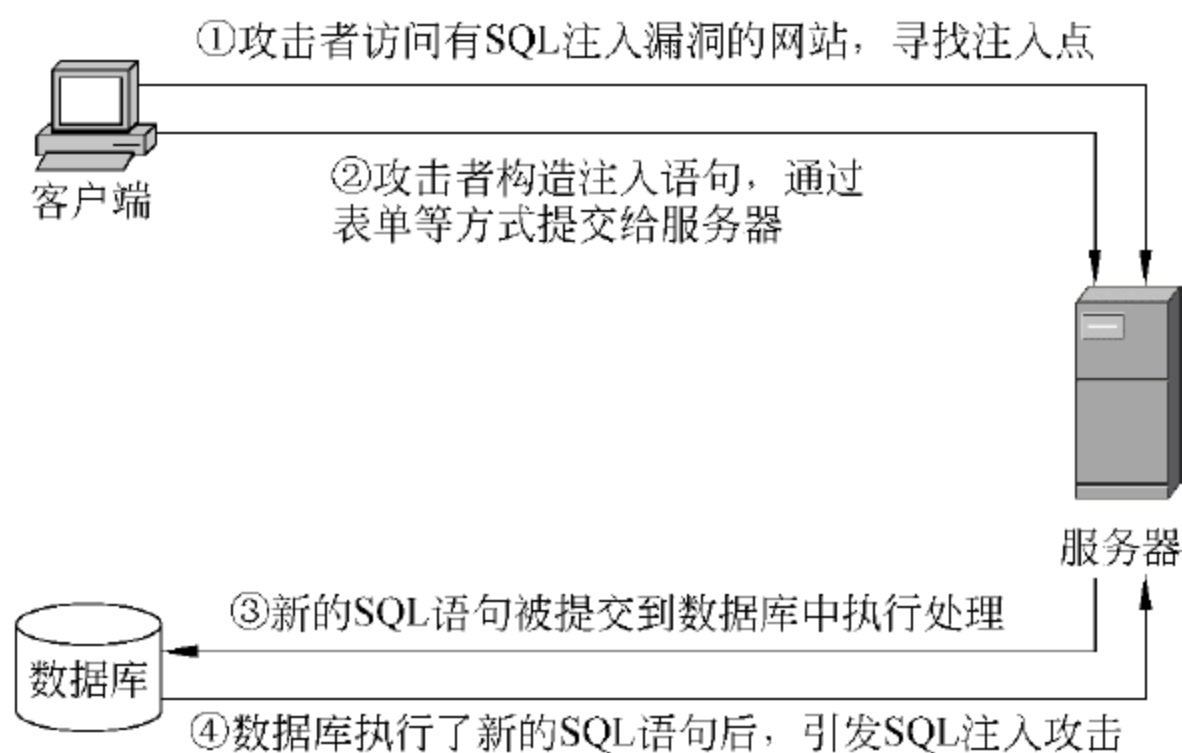 ①攻击者访问有SQL注入漏洞的网站，寻找注入点
客户端
②攻击者构造注入语句，通过
表单等方式提交给服务器
服务器
③新的SQL语句被提交到数据库中执行处理
数据库
④数据库执行了新的SQL语句后，引发SQL注入攻击